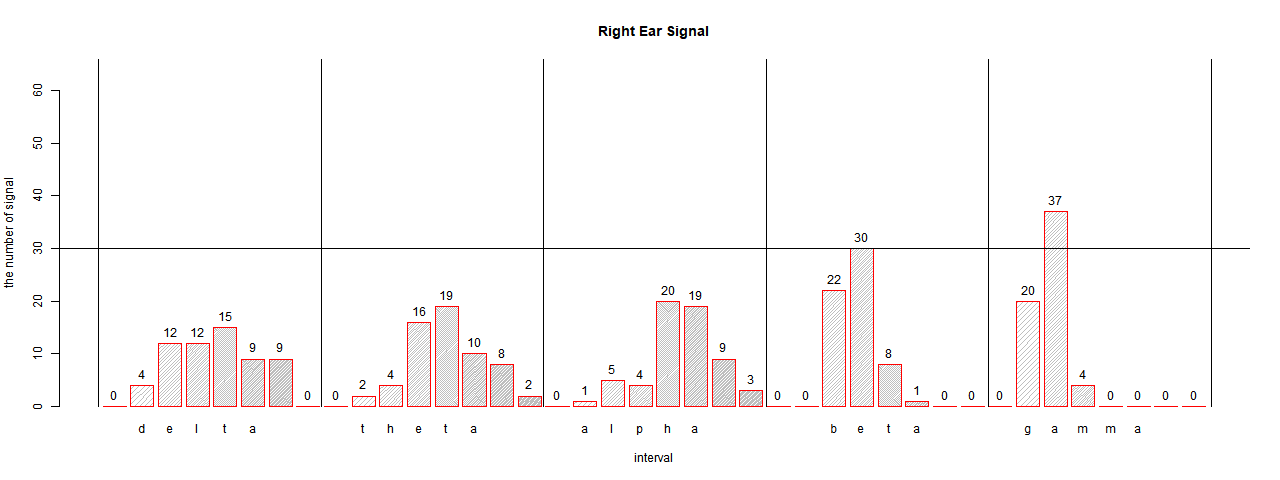 Right Ear Signal
the number of signal
60
50
40
30
20
10
0
0 4 12 12 15 9 9 0
0 2 4 16 19 10 8 2
0 1 5 4 20 19 9 3
0 0 22 30 8 1 0 0
0 20 37 4 0 0 0 0
d e l t a t h e t a a l p h a b e t a g a m m a
interval